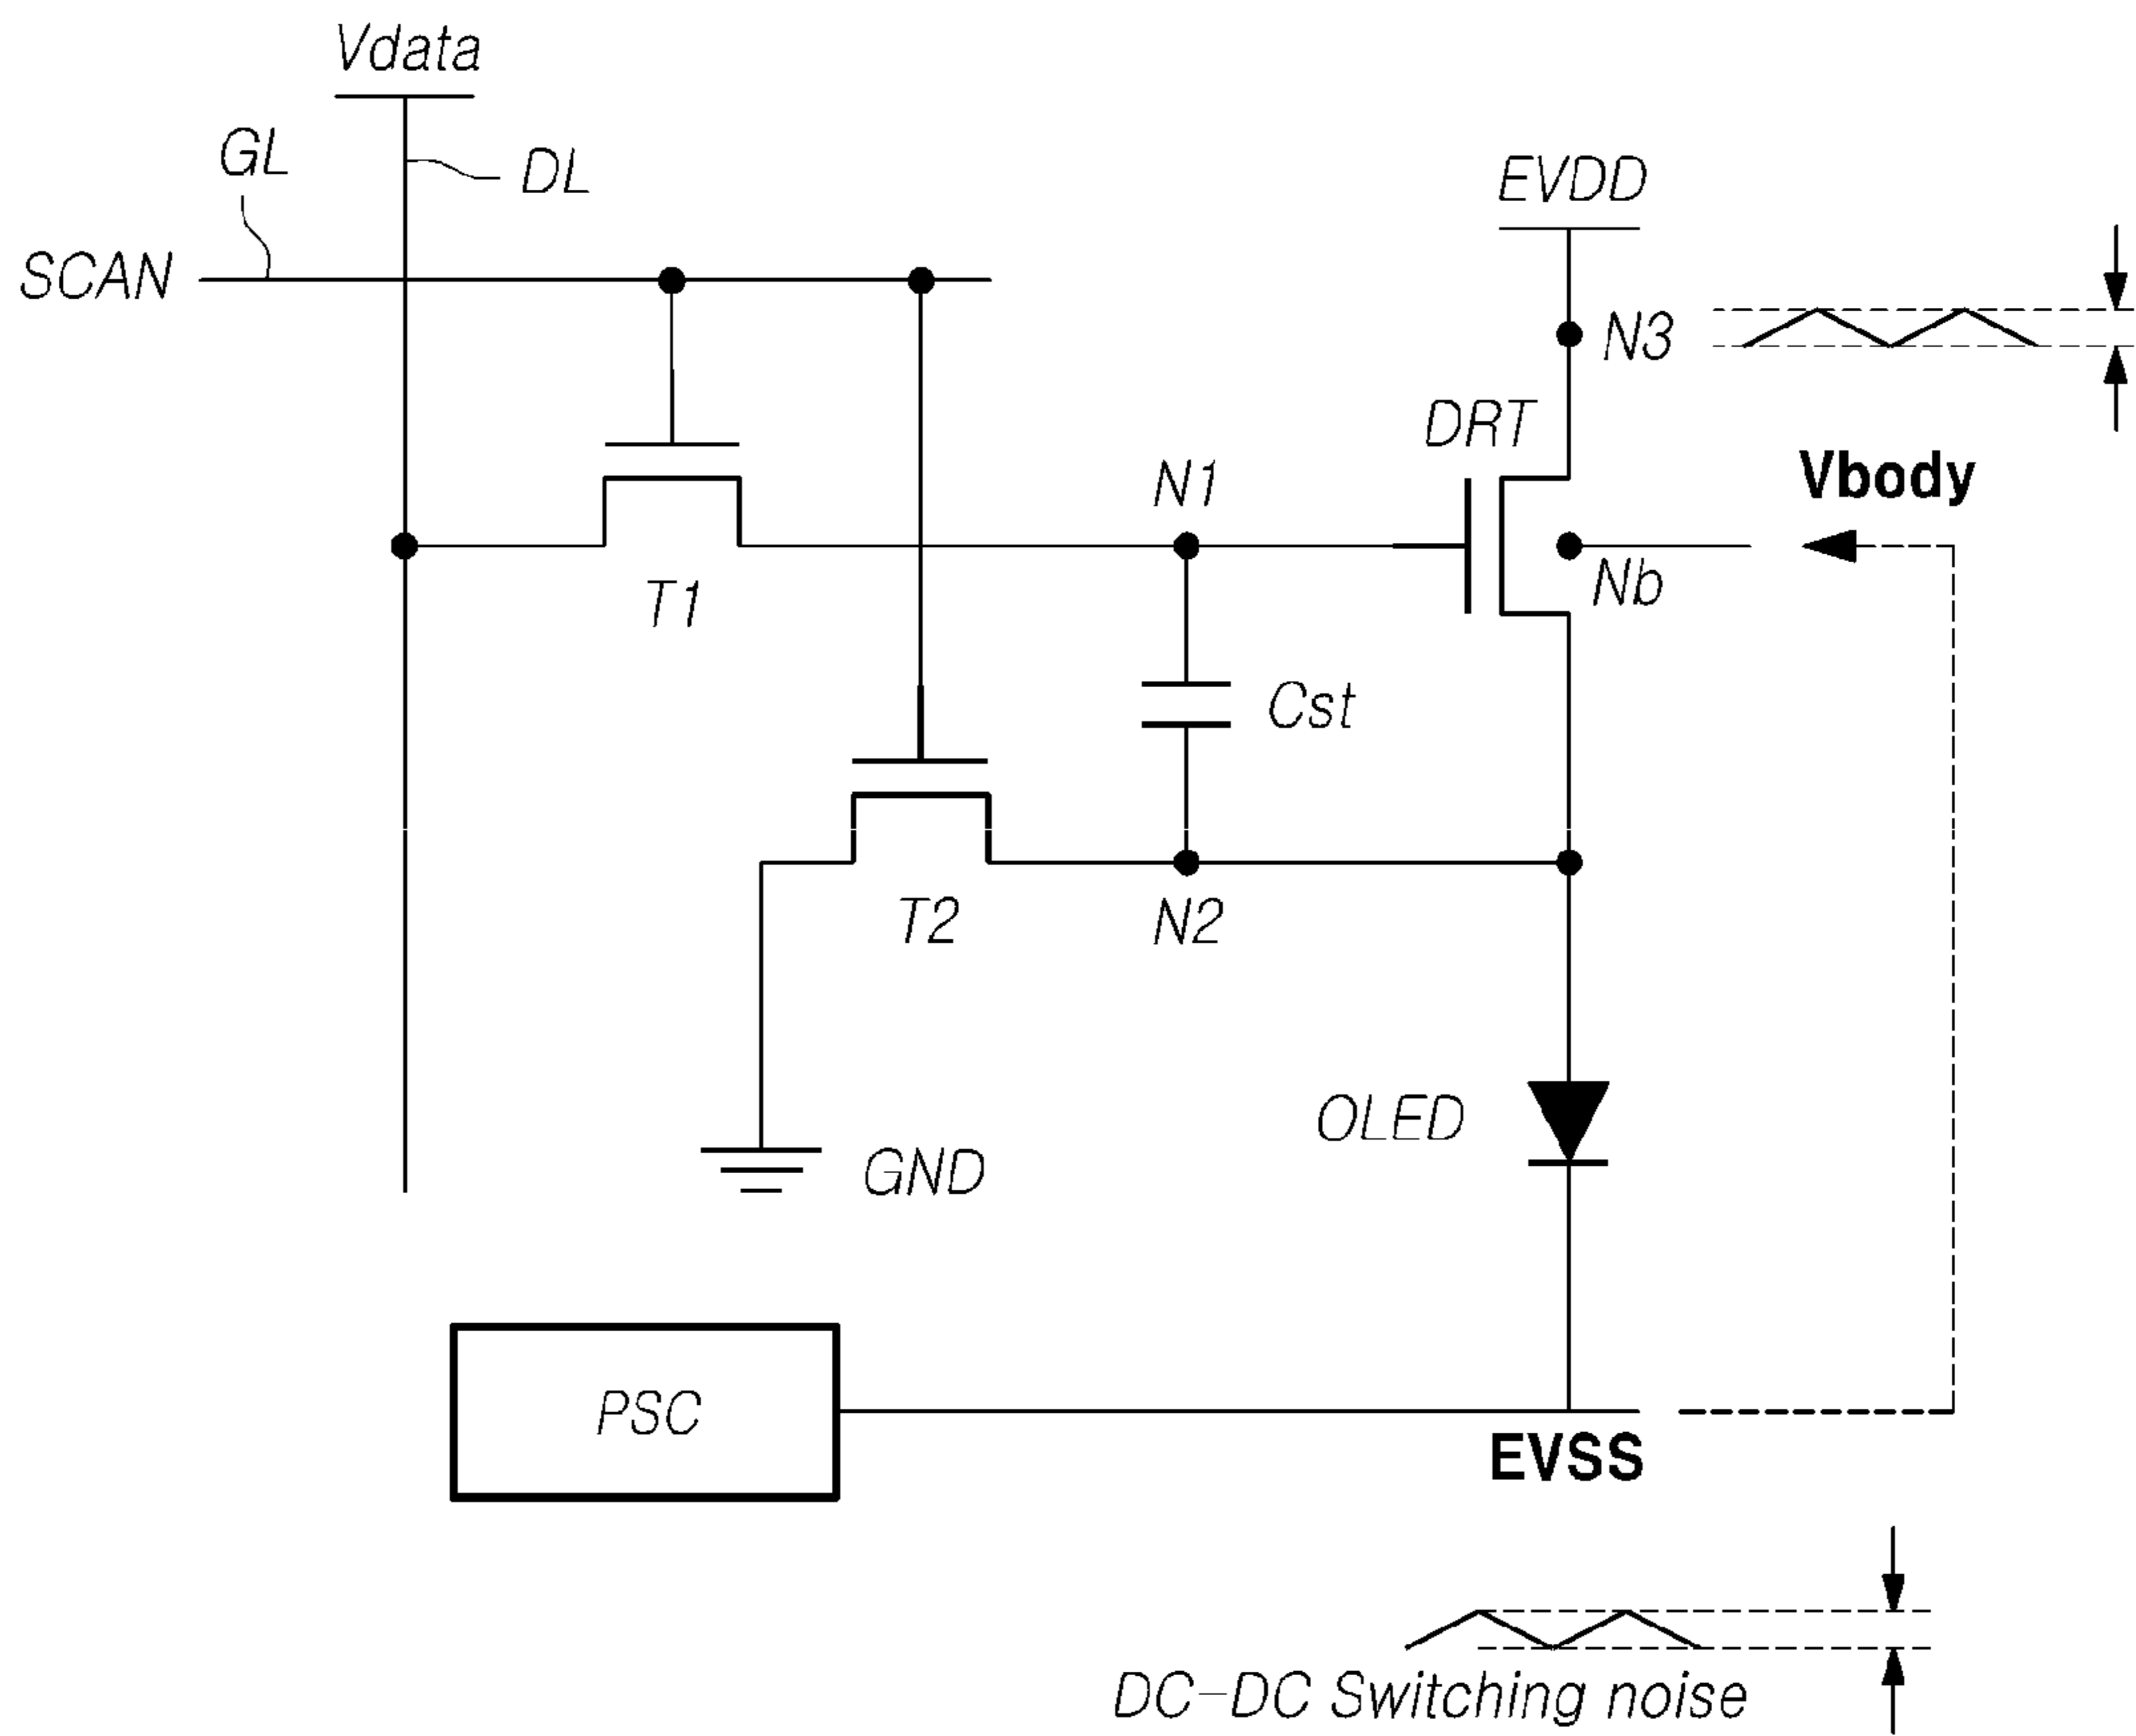 Vdata
GL
DL
EVDD
SCAN
N3
DRT
Vbody
N1
Nb
T1
Cst
T2
N2
OLED
GND
PSC
EVSS
DC-DC Switching noise